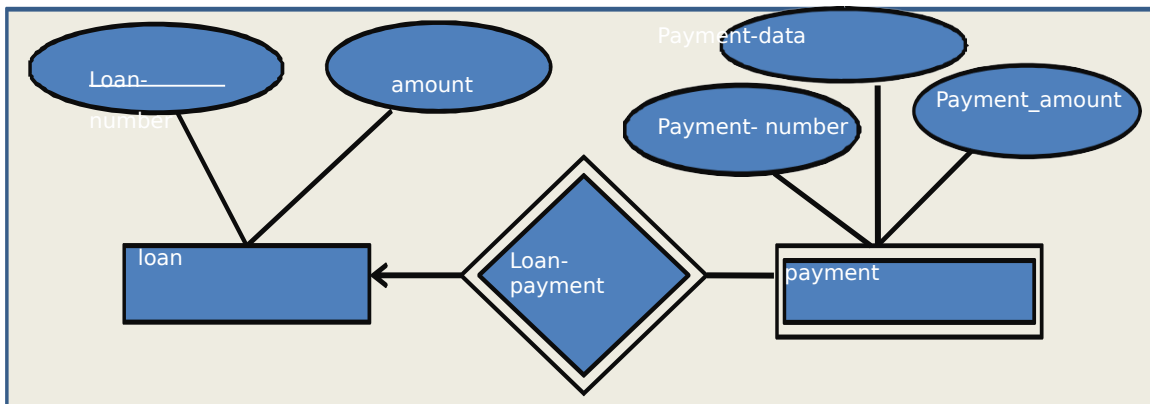 Payment-data
Loan-
number
amount
Payment- number
Payment_amount
loan
Loan-
payment
payment